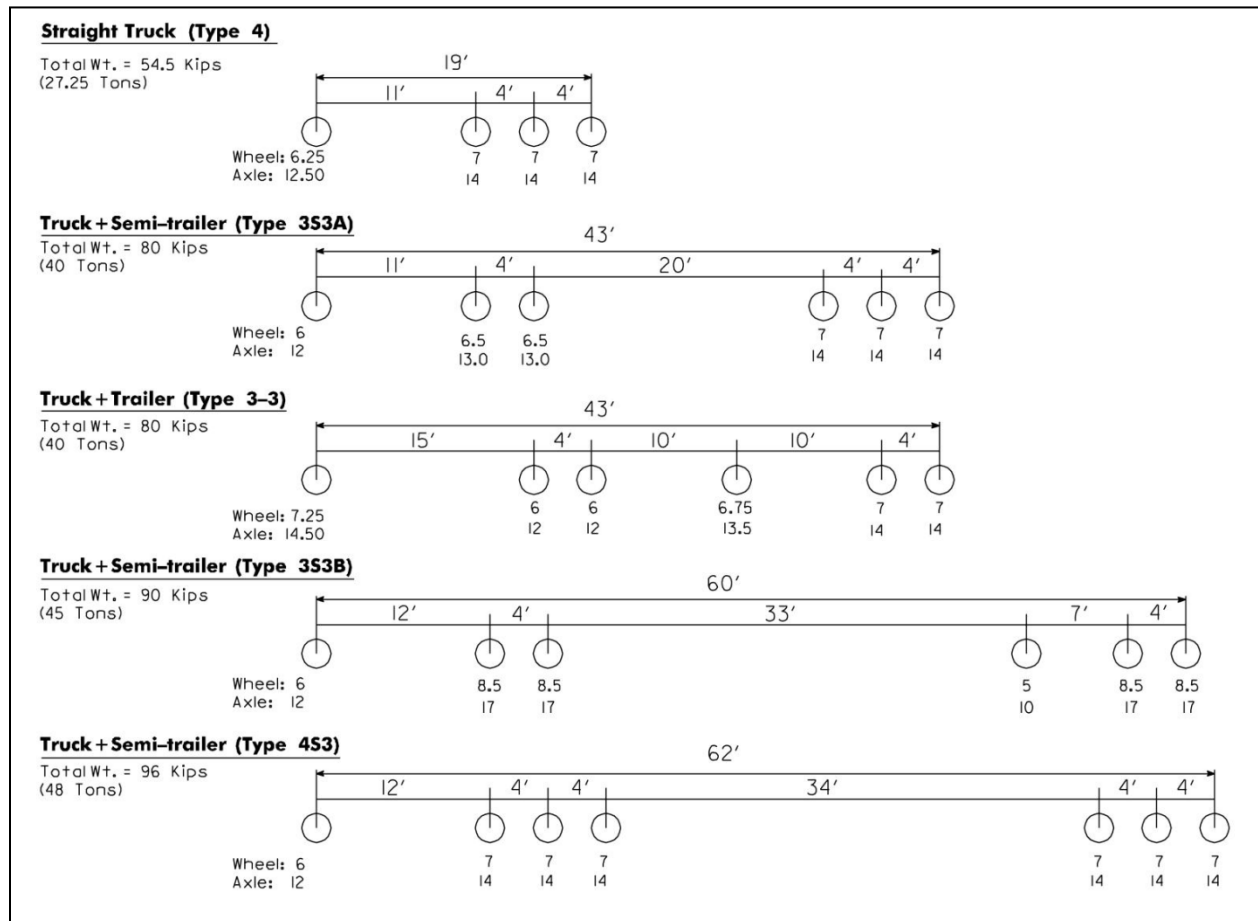 Straight Truck (Type 4)
Total Wt. = 54.5 Kips
(27.25 Tons)
19′
11′ 4′ 4′
Wheel: 6.25 7 7 7
Axle: 12.50 14 14 14
Truck+Semi–trailer (Type 3S3A)
Total Wt. = 80 Kips
(40 Tons)
43′
11′ 4′ 20′ 4′ 4′
Wheel: 6 6.5 6.5 7 7 7
Axle: 12 13.0 13.0 14 14 14
Truck+Trailer (Type 3–3)
Total Wt. = 80 Kips
(40 Tons)
43′
15′ 4′ 10′ 10′ 4′
Wheel: 7.25 6 6 6.75 7 7
Axle: 14.50 12 12 13.5 14 14
Truck+Semi–trailer (Type 3S3B)
Total Wt. = 90 Kips
(45 Tons)
60′
12′ 4′ 33′ 7′ 4′
Wheel: 6 8.5 8.5 5 8.5 8.5
Axle: 12 17 17 10 17 17
Truck+Semi–trailer (Type 4S3)
Total Wt. = 96 Kips
(48 Tons)
62′
12′ 4′ 4′ 34′ 4′ 4′
Wheel: 6 7 7 7 7 7 7
Axle: 12 14 14 14 14 14 14